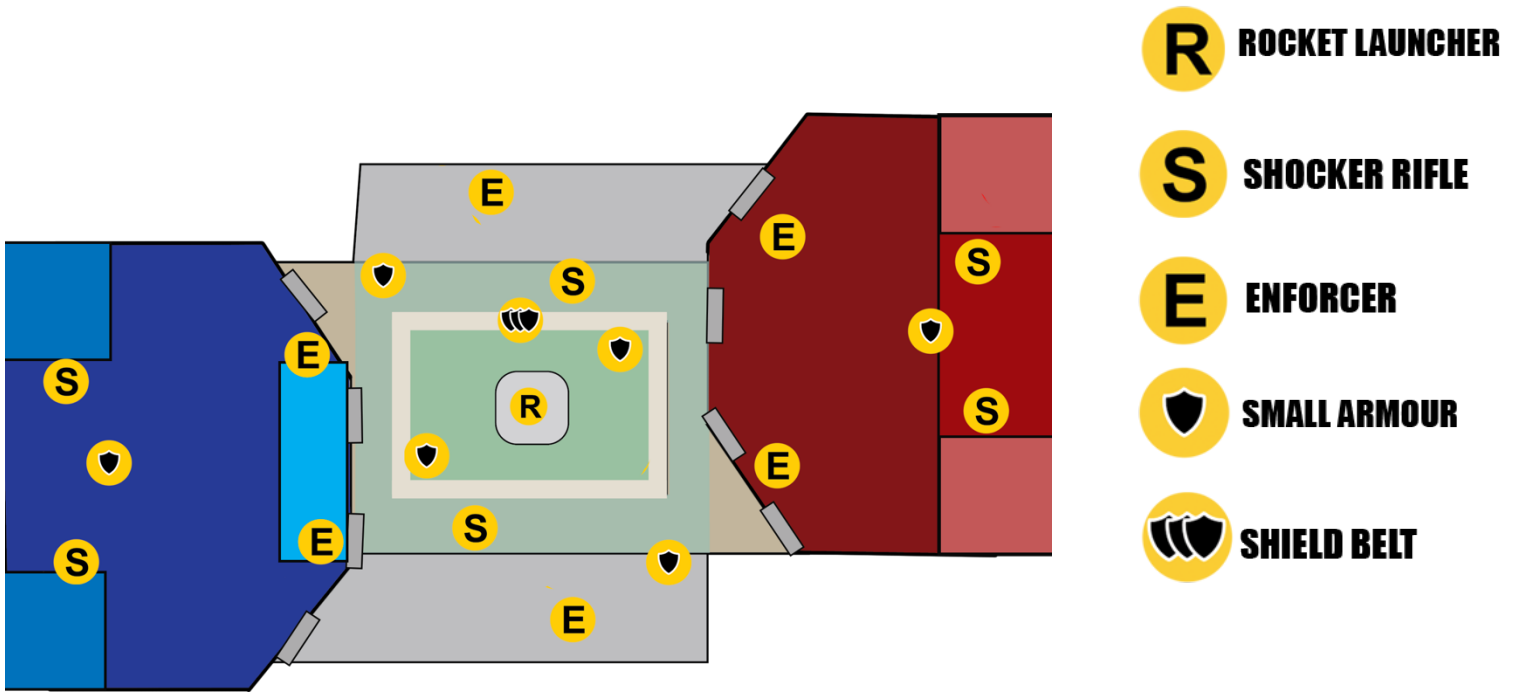 R ROCKET LAUNCHER
S SHOCKER RIFLE
E ENFORCER
SMALL ARMOUR
SHIELD BELT
E
E
S
S
E
S
R
S
E
S
E
S
E
S
E